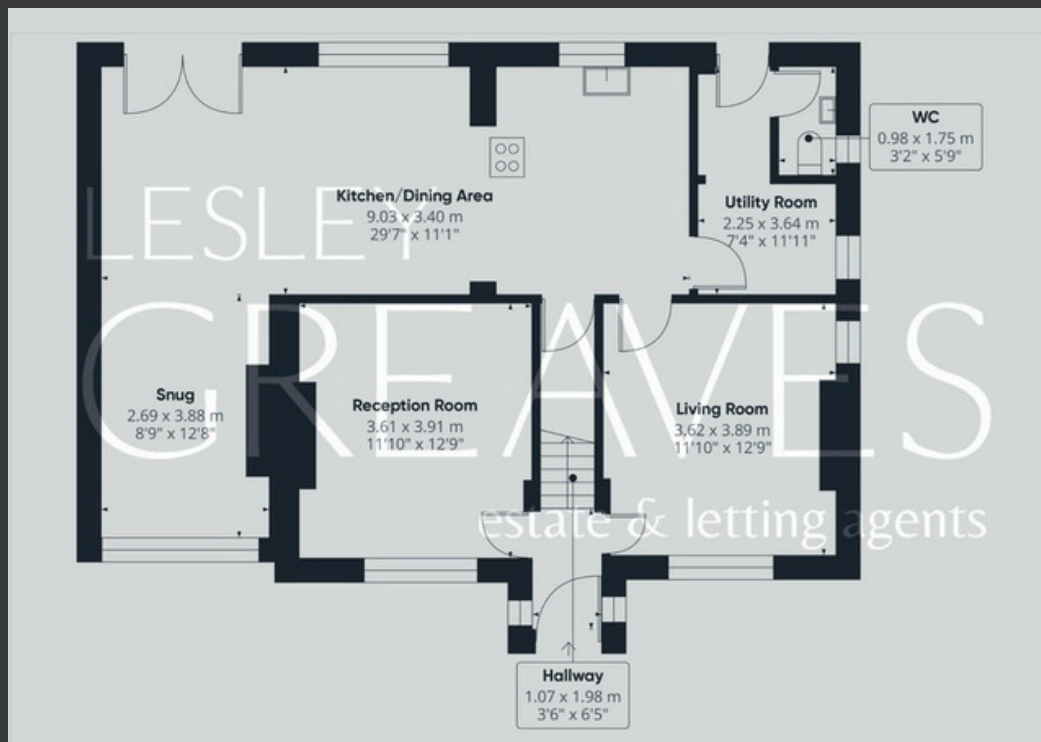 WC
0.98 x 1.75 m
3'2" x 5'9"
Kitchen/Dining Area
9.03 x 3.40 m
29'7" x 11'1"
Utility Room
2.25 x 3.64 m
7'4" x 11'11"
LESLEY
GREAVES
estate & letting agents
Snug
2.69 x 3.88 m
8'9" x 12'8"
Reception Room
3.61 x 3.91 m
11'10" x 12'9"
Living Room
3.62 x 3.89 m
11'10" x 12'9"
Hallway
1.07 x 1.98 m
3'6" x 6'5"